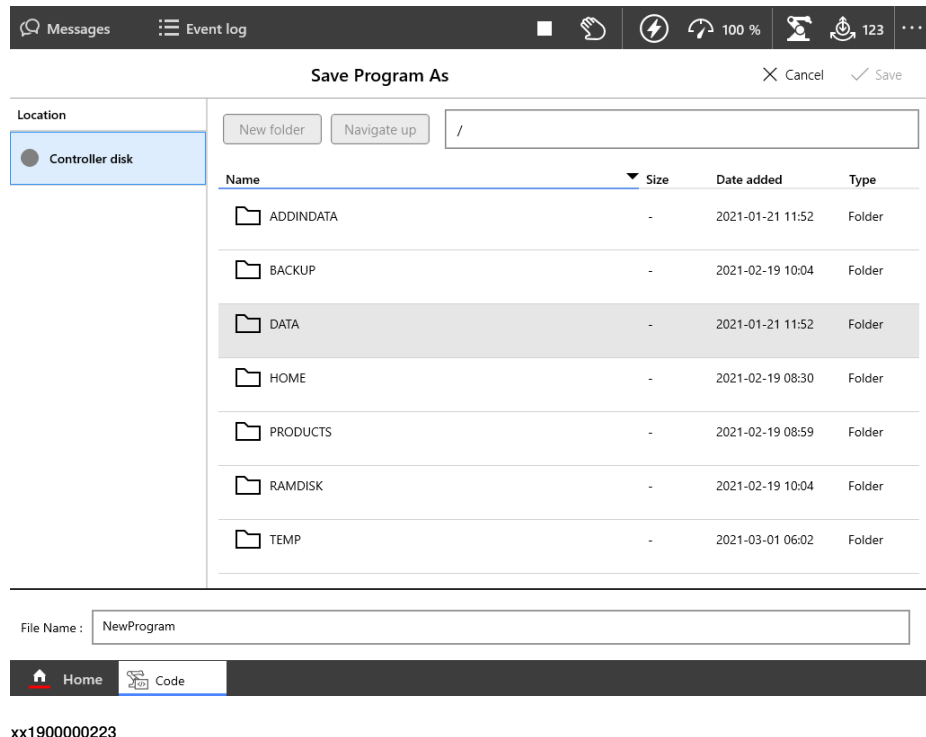 Messages Event log 100 % 123 ...
Save Program As Cancel Save
Location
New folder Navigate up /
Controller disk
Name Size Date added Type
ADDINDATA - 2021-01-21 11:52 Folder
BACKUP - 2021-02-19 10:04 Folder
DATA - 2021-01-21 11:52 Folder
HOME - 2021-02-19 08:30 Folder
PRODUCTS - 2021-02-19 08:59 Folder
RAMDISK - 2021-02-19 10:04 Folder
TEMP - 2021-03-01 06:02 Folder
File Name : NewProgram
Home Code
xx1900000223